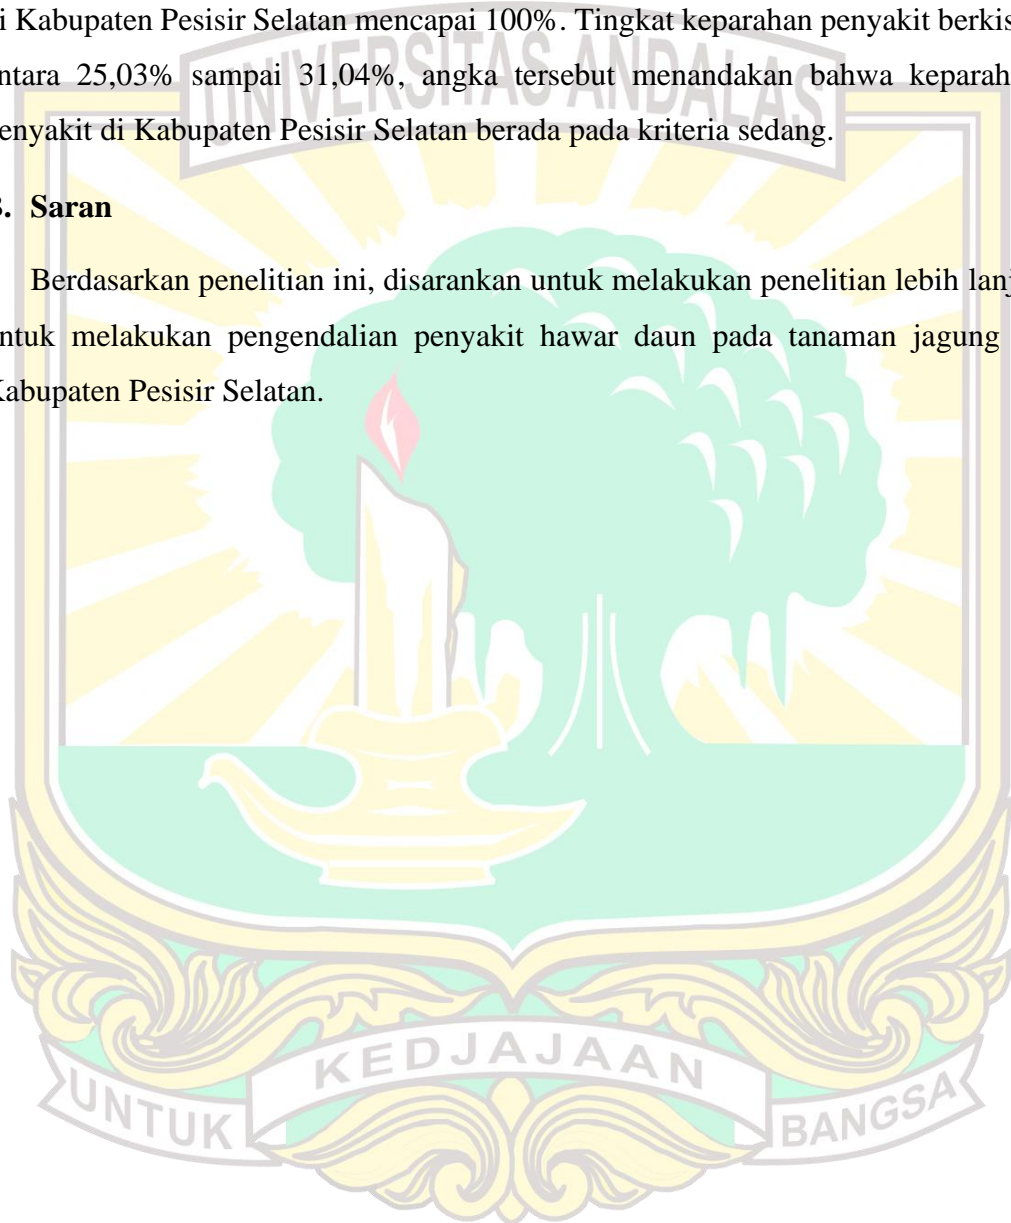 i Kabupaten Pesisir Selatan mencapai 100%. Tingkat keparahan penyakit berkis
ntara 25,03% sampai 31,04%, angka tersebut menandakan bahwa keparah
enyakit di Kabupaten Pesisir Selatan berada pada kriteria sedang.
UNIVERSITAS ANDALAS
B. Saran
Berdasarkan penelitian ini, disarankan untuk melakukan penelitian lebih lanj
ntuk melakukan pengendalian penyakit hawar daun pada tanaman jagung
Kabupaten Pesisir Selatan.
UNTUK KEDJAJAAN BANGSA